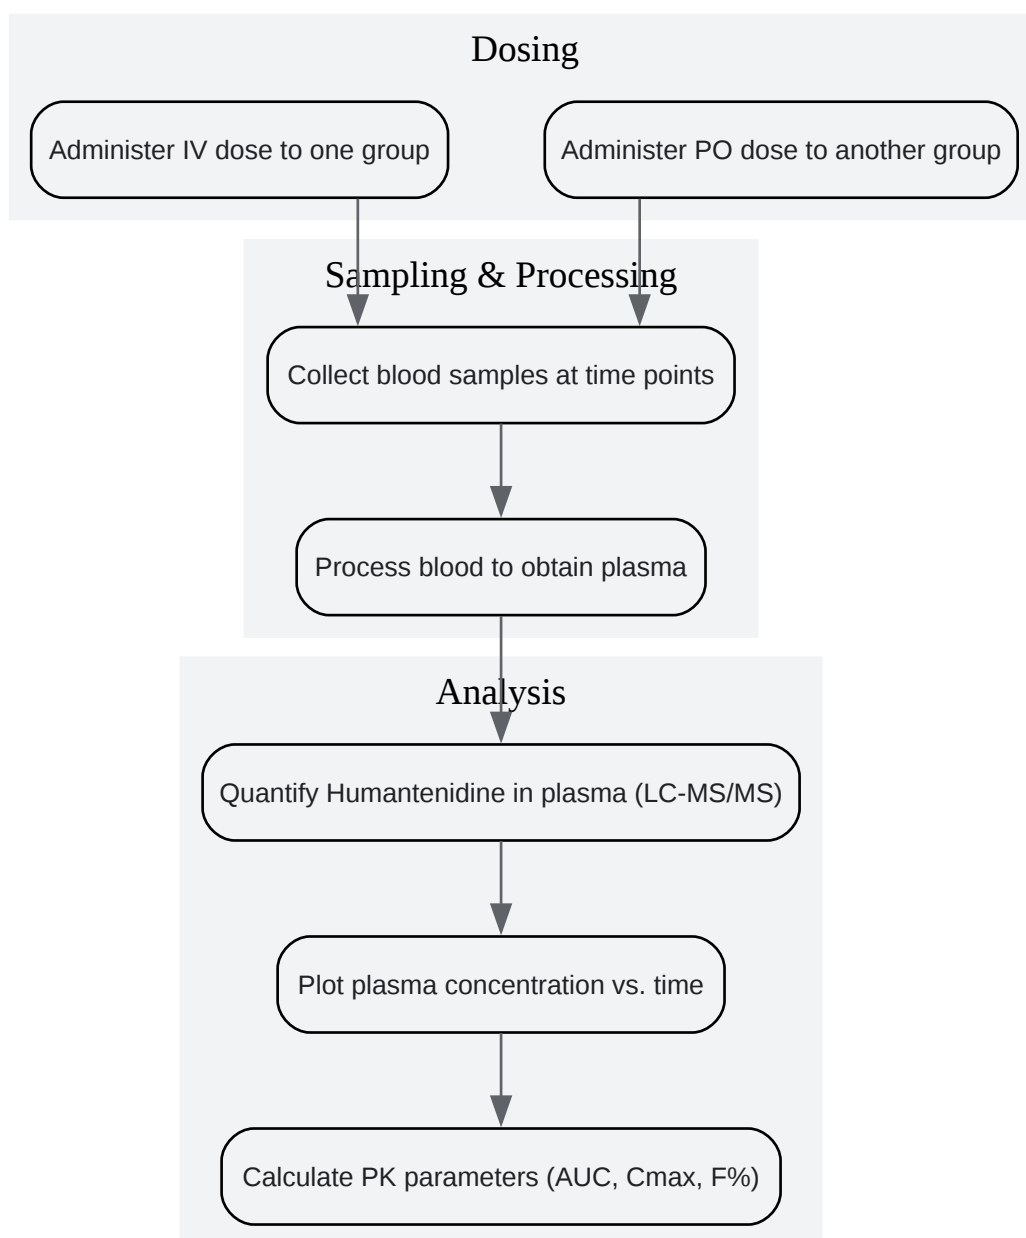 Dosing
Administer IV dose to one group
Administer PO dose to another group
Sampling & Processing
Collect blood samples at time points
Process blood to obtain plasma
Analysis
Quantify Humantenidine in plasma (LC-MS/MS)
Plot plasma concentration vs. time
Calculate PK parameters (AUC, Cmax, F%)